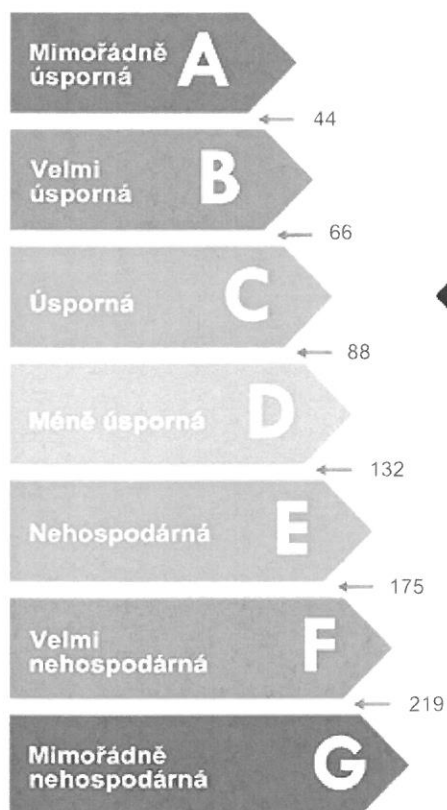 Mimořádně
úsporná
A
← 44
Velmi
úsporná
B
← 66
Úsporná
C
← 88
Méně úsporná
D
← 132
Nehospodárná
E
← 175
Velmi
nehospodárná
F
← 219
Mimořádně
nehospodárná
G